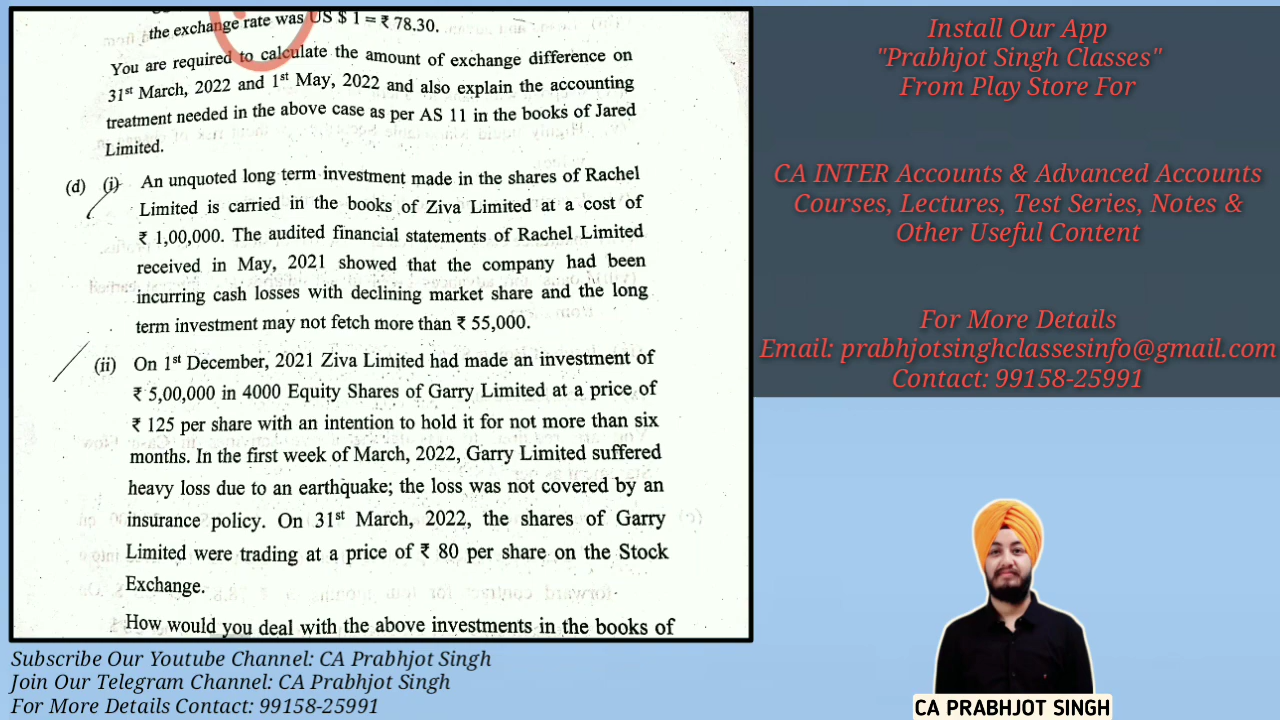 the exchange rate was US $ 1 = ₹ 78.30.
You are required to calculate the amount of exchange difference on
31st March, 2022 and 1st May, 2022 and also explain the accounting
treatment needed in the above case as per AS 11 in the books of Jared
Limited.
(d) (i) An unquoted long term investment made in the shares of Rachel
Limited is carried in the books of Ziva Limited at a cost of
₹ 1,00,000. The audited financial statements of Rachel Limited
received in May, 2021 showed that the company had been
incurring cash losses with declining market share and the long
term investment may not fetch more than ₹ 55,000.
(ii) On 1st December, 2021 Ziva Limited had made an investment of
₹ 5,00,000 in 4000 Equity Shares of Garry Limited at a price of
₹ 125 per share with an intention to hold it for not more than six
months. In the first week of March, 2022, Garry Limited suffered
heavy loss due to an earthquake; the loss was not covered by an
insurance policy. On 31st March, 2022, the shares of Garry
Limited were trading at a price of ₹ 80 per share on the Stock
Exchange.
How would you deal with the above investments in the books of
Install Our App
"Prabhjot Singh Classes"
From Play Store For
CA INTER Accounts & Advanced Accounts
Courses, Lectures, Test Series, Notes &
Other Useful Content
For More Details
Email: prabhjotsinghclassesinfo@gmail.com
Contact: 99158-25991
CA PRABHJOT SINGH
Subscribe Our Youtube Channel: CA Prabhjot Singh
Join Our Telegram Channel: CA Prabhjot Singh
For More Details Contact: 99158-25991